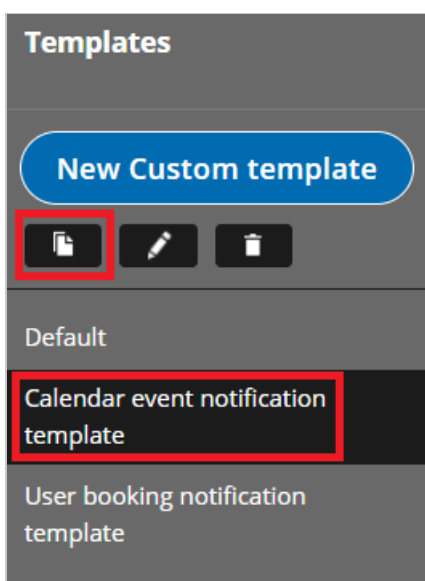 Templates
New Custom template
Default
Calendar event notification
template
User booking notification
template